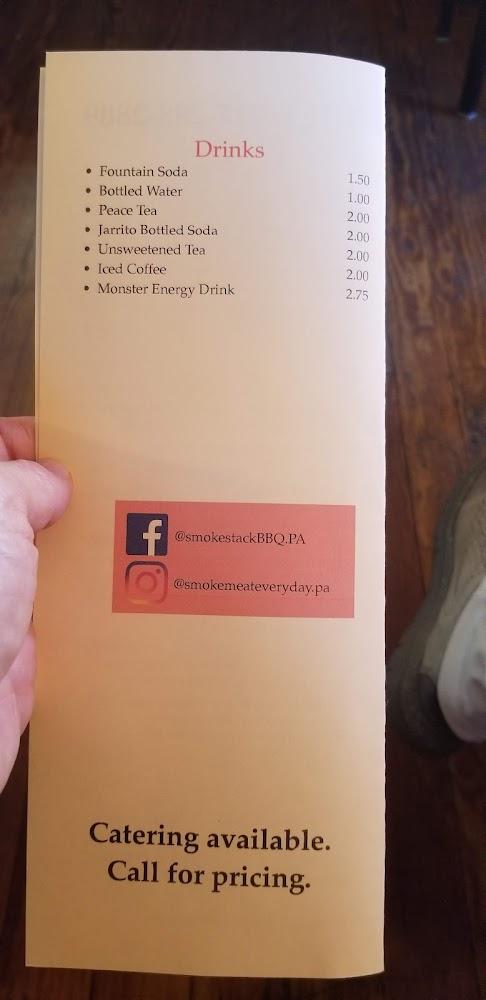 Drinks
• Fountain Soda 1.50
• Bottled Water 1.00
• Peace Tea 2.00
• Jarrito Bottled Soda 2.00
• Unsweetened Tea 2.00
• Iced Coffee 2.00
• Monster Energy Drink 2.75
f @smokestackBBQ.PA
@smokemeateveryday.pa
Catering available.
Call for pricing.